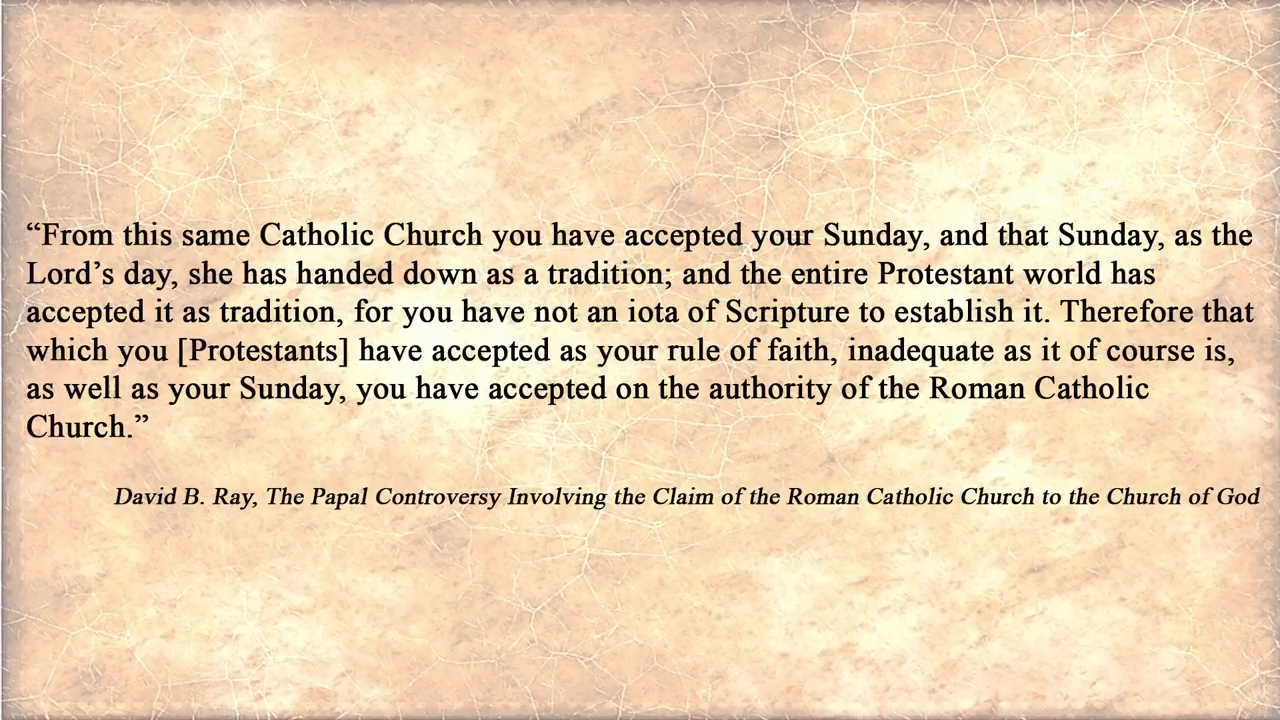 “From this same Catholic Church you have accepted your Sunday, and that Sunday, as the
Lord’s day, she has handed down as a tradition; and the entire Protestant world has
accepted it as tradition, for you have not an iota of Scripture to establish it. Therefore that
which you [Protestants] have accepted as your rule of faith, inadequate as it of course is,
as well as your Sunday, you have accepted on the authority of the Roman Catholic
Church.”
David B. Ray, The Papal Controversy Involving the Claim of the Roman Catholic Church to the Church of God